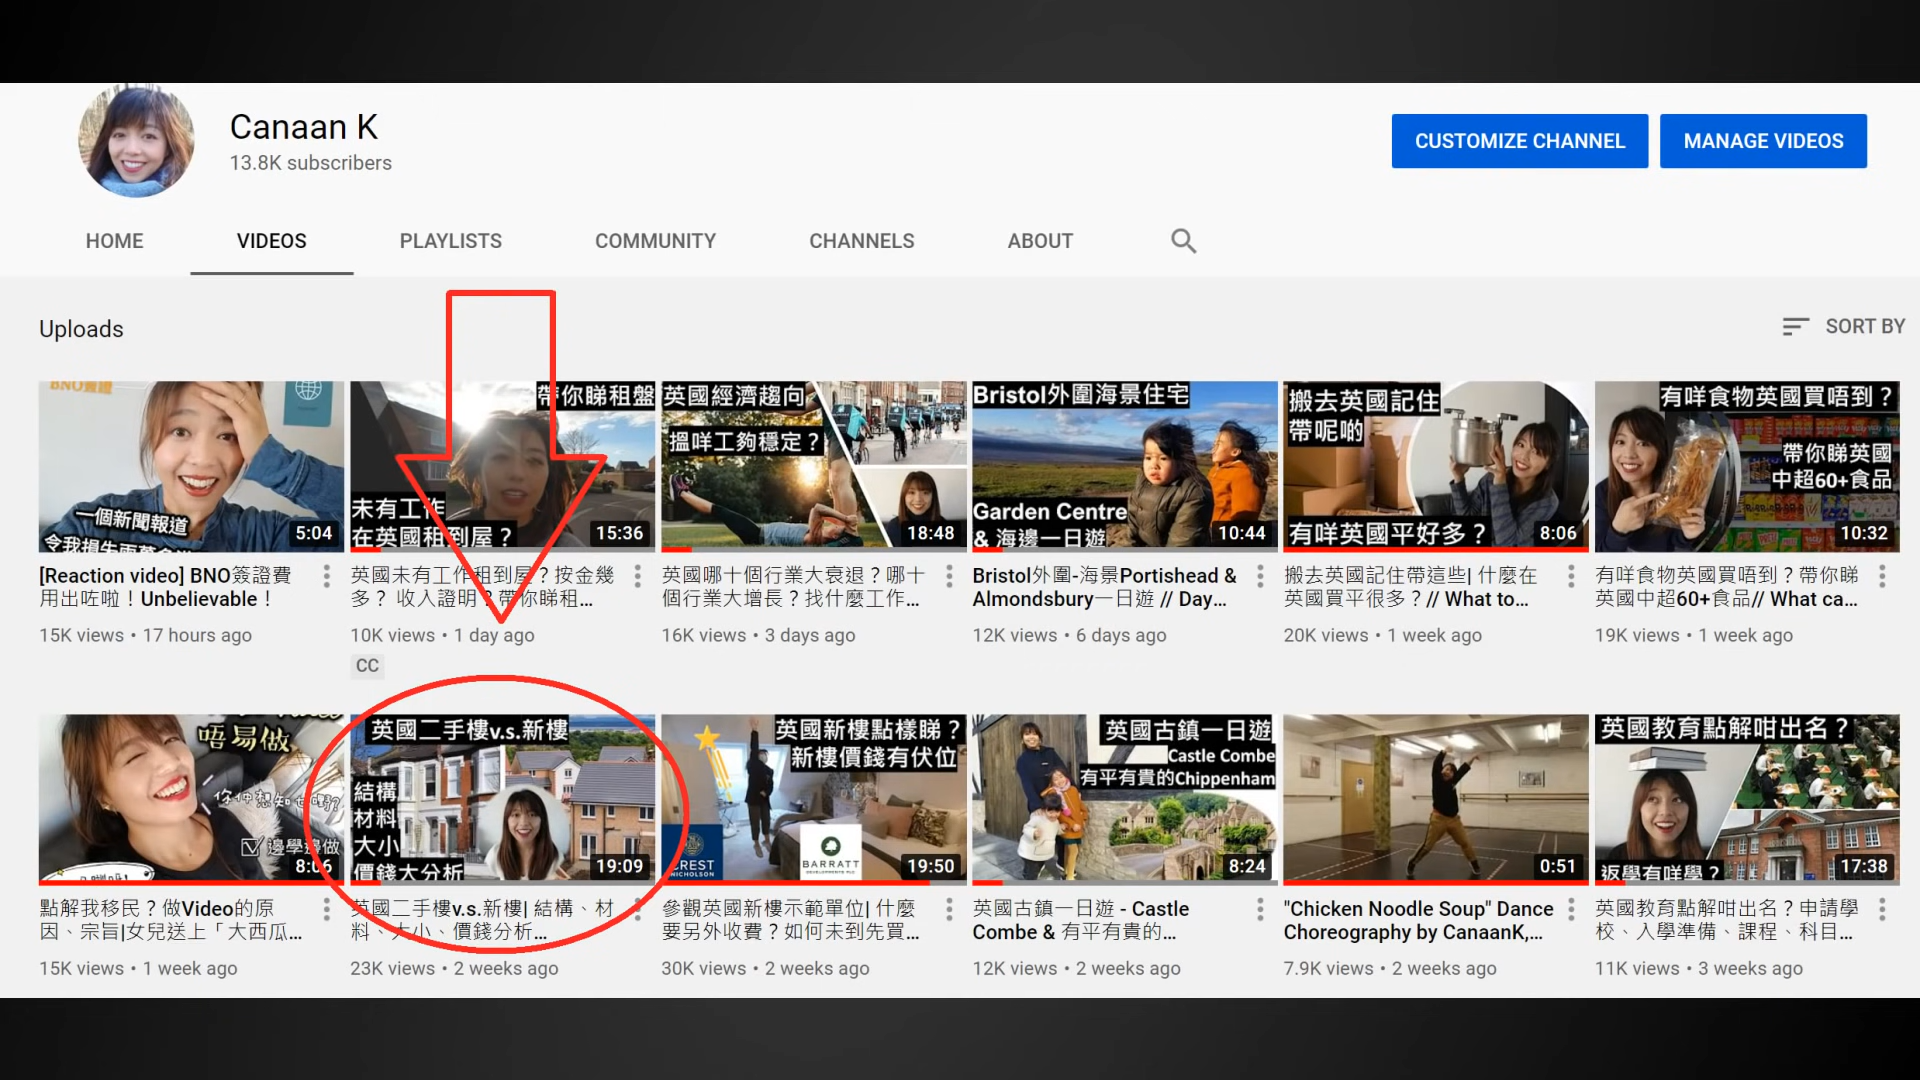 Canaan K
13.8K subscribers
CUSTOMIZE CHANNEL
MANAGE VIDEOS
HOME
VIDEOS
PLAYLISTS
COMMUNITY
CHANNELS
ABOUT
Uploads
SORT BY
BNO簽證
一個新聞報道
5:04
帶你睇租盤
未有工作
在英國租到屋？
15:36
英國經濟趨向
搵咩工夠穩定？
18:48
Bristol外圍海景住宅
Garden Centre
& 海邊一日遊
10:44
搬去英國記住
帶呢啲
有咩英國平好多？
8:06
有咩食物英國買唔到？
帶你睇英國
中超60+食品
10:32
[Reaction video] BNO簽證費
用出咗啦！Unbelievable！
15K views • 17 hours ago
英國未有工作租到屋？按金幾
多？ 收入證明？帶你睇租...
10K views • 1 day ago
CC
英國哪十個行業大衰退？哪十
個行業大增長？找什麼工作...
16K views • 3 days ago
Bristol外圍-海景Portishead &
Almondsbury一日遊 // Day...
12K views • 6 days ago
搬去英國記住帶這些| 什麼在
英國買平很多？// What to...
20K views • 1 week ago
有咩食物英國買唔到？帶你睇
英國中超60+食品// What ca...
19K views • 1 week ago
唔易做
邊學邊做
8:06
英國二手樓v.s.新樓
結構
材料
大小
價錢大分析
19:09
英國新樓點樣睇？
新樓價錢有伏位
CREST
NICHOLSON
BARRATT
19:50
英國古鎮一日遊
Castle Combe
有平有貴的Chippenham
8:24
0:51
英國教育點解咁出名？
返學有咩學？
17:38
點解我移民？做Video的原
因、宗旨|女兒送上「大西瓜...
15K views • 1 week ago
英國二手樓v.s.新樓| 結構、材
料、大小、價錢分析...
23K views • 2 weeks ago
參觀英國新樓示範單位| 什麼
要另外收費？如何未到先買...
30K views • 2 weeks ago
英國古鎮一日遊 - Castle
Combe & 有平有貴的...
12K views • 2 weeks ago
"Chicken Noodle Soup" Dance
Choreography by CanaanK,...
7.9K views • 2 weeks ago
英國教育點解咁出名？申請學
校、入學準備、課程、科目...
11K views • 3 weeks ago